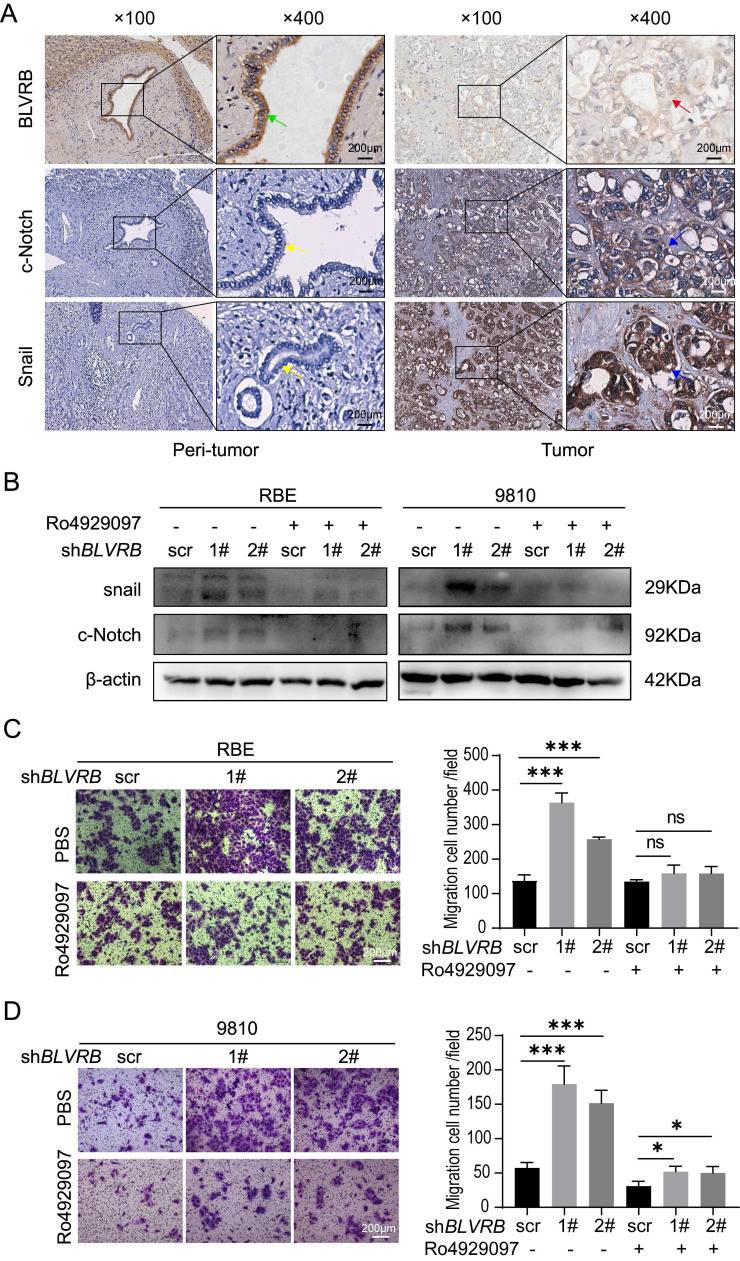 A
×100 ×400 ×100 ×400
BLVRB
200μm 200μm
c-Notch
200μm 200μm
Snail
200μm 2000μm
Peri-tumor Tumor
B
RBE 9810
Ro4929097 - - - + + + - - - + + +
shBLVRB scr 1# 2# scr 1# 2# scr 1# 2# scr 1# 2#
snail 29KDa
c-Notch 92KDa
β-actin 42KDa
C
RBE
shBLVRB scr 1# 2#
PBS
Ro4929097
200μm
Migration cell number /field
500
400
300
200
100
0
*** *** ns ns
shBLVRB scr 1# 2# scr 1# 2#
Ro4929097 - - - + + +
D
9810
shBLVRB scr 1# 2#
PBS
Ro4929097
200μm
Migration cell number /field
250
200
150
100
50
0
*** *** * *
shBLVRB scr 1# 2# scr 1# 2#
Ro4929097 - - - + + +